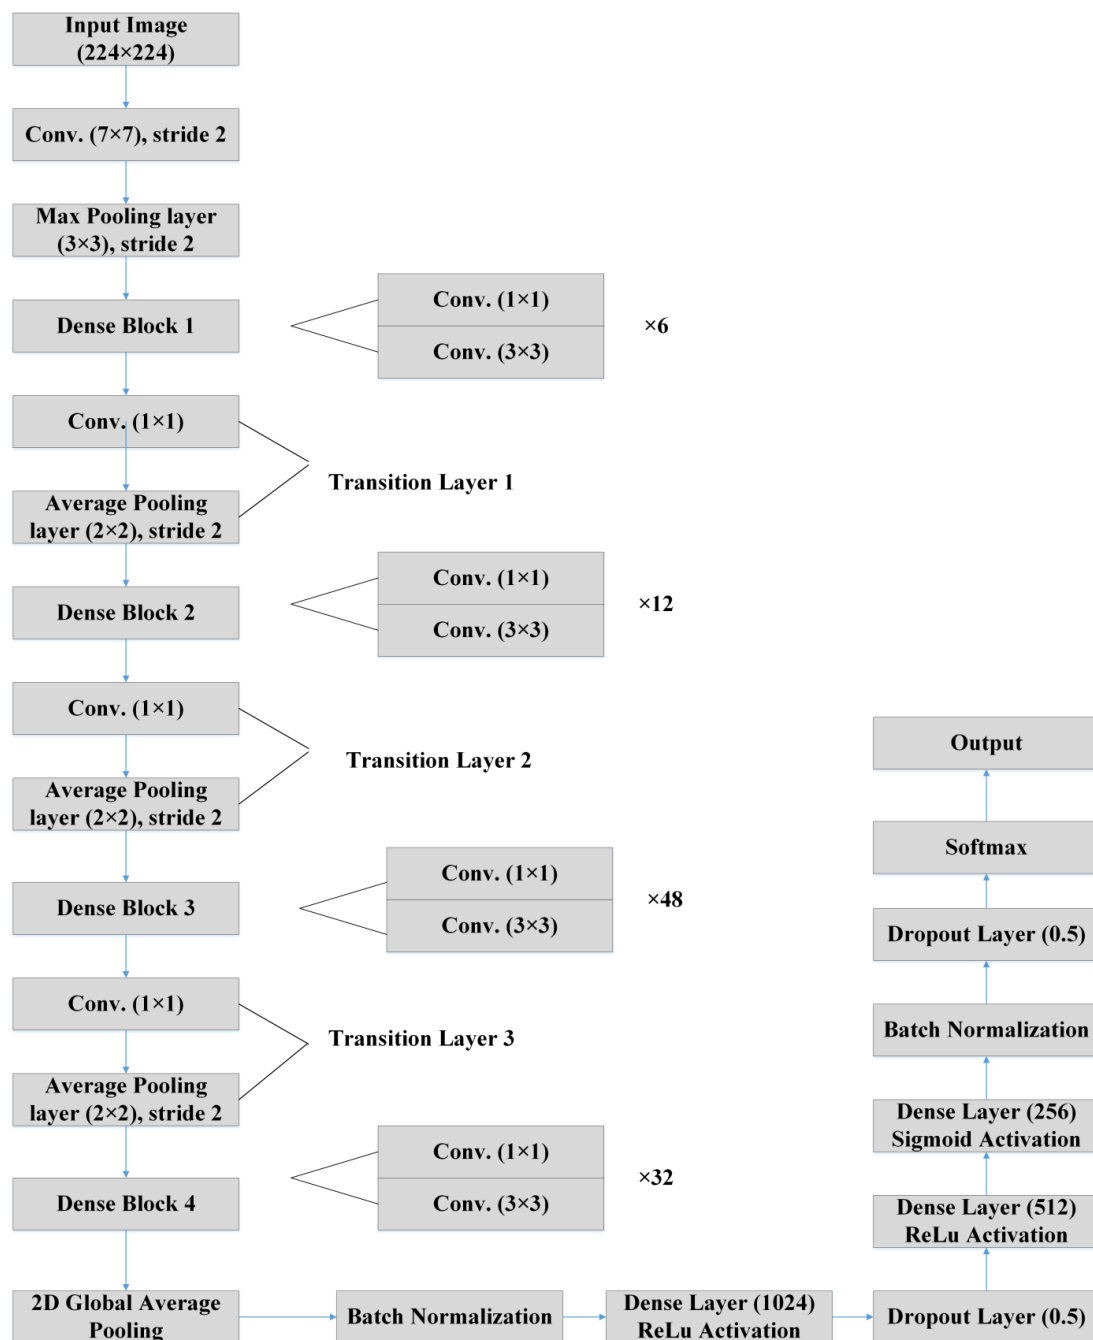 Input Image
(224×224)
Conv. (7×7), stride 2
Max Pooling layer
(3×3), stride 2
Dense Block 1
Conv. (1×1)
Conv. (3×3)
×6
Conv. (1×1)
Transition Layer 1
Average Pooling
layer (2×2), stride 2
Dense Block 2
Conv. (1×1)
Conv. (3×3)
×12
Conv. (1×1)
Transition Layer 2
Average Pooling
layer (2×2), stride 2
Dense Block 3
Conv. (1×1)
Conv. (3×3)
×48
Conv. (1×1)
Transition Layer 3
Average Pooling
layer (2×2), stride 2
Dense Block 4
Conv. (1×1)
Conv. (3×3)
×32
2D Global Average
Pooling
Batch Normalization
Dense Layer (1024)
ReLu Activation
Dropout Layer (0.5)
Dense Layer (512)
ReLu Activation
Dense Layer (256)
Sigmoid Activation
Batch Normalization
Dropout Layer (0.5)
Softmax
Output